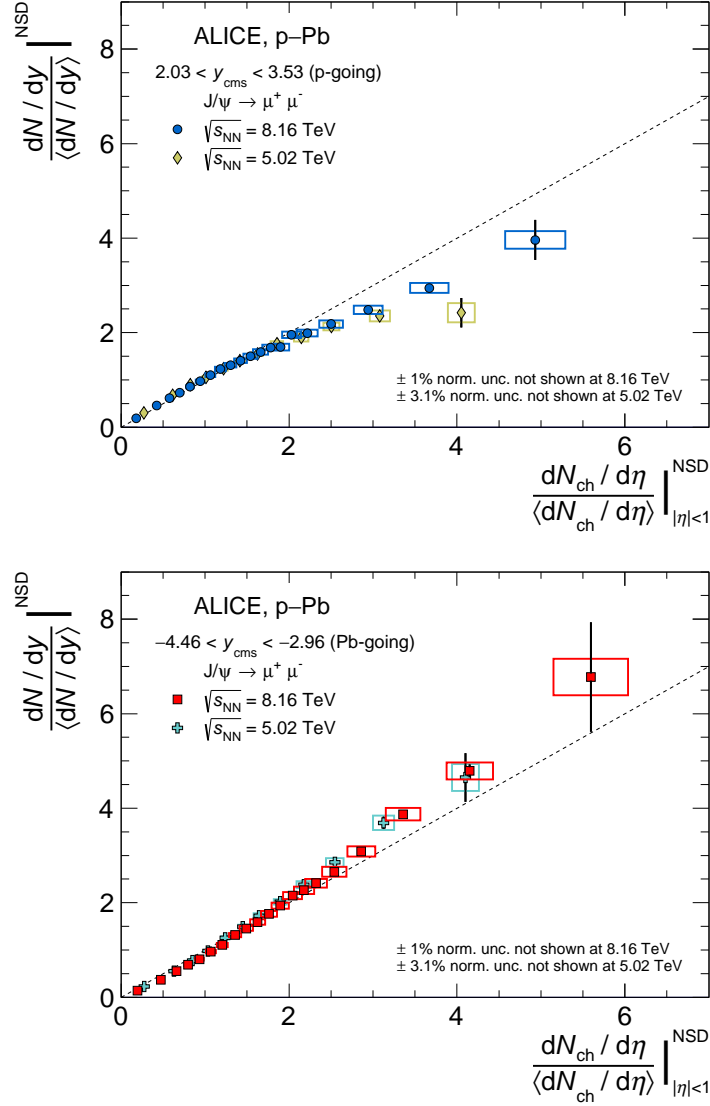 dN / dy
⟨dN / dy⟩ |^NSD
8
6
4
2
0
ALICE, p–Pb
2.03 < y_cms < 3.53 (p-going)
J/ψ → μ⁺ μ⁻
√s_NN = 8.16 TeV
√s_NN = 5.02 TeV
± 1% norm. unc. not shown at 8.16 TeV
± 3.1% norm. unc. not shown at 5.02 TeV
0 2 4 6
dN_ch / dη
⟨dN_ch / dη⟩ |^NSD_|η|<1
dN / dy
⟨dN / dy⟩ |^NSD
8
6
4
2
0
ALICE, p–Pb
−4.46 < y_cms < −2.96 (Pb-going)
J/ψ → μ⁺ μ⁻
√s_NN = 8.16 TeV
√s_NN = 5.02 TeV
± 1% norm. unc. not shown at 8.16 TeV
± 3.1% norm. unc. not shown at 5.02 TeV
0 2 4 6
dN_ch / dη
⟨dN_ch / dη⟩ |^NSD_|η|<1